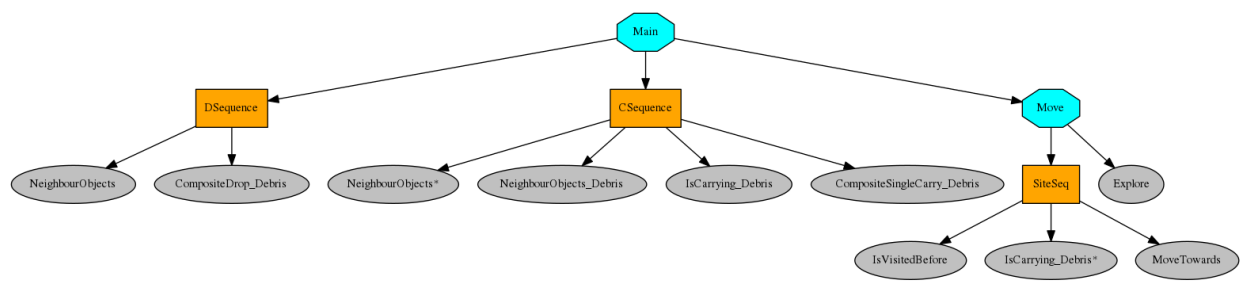 Main
DSequence
CSequence
Move
NeighbourObjects
CompositeDrop_Debris
NeighbourObjects*
NeighbourObjects_Debris
IsCarrying_Debris
CompositeSingleCarry_Debris
SiteSeq
Explore
IsVisitedBefore
IsCarrying_Debris*
MoveTowards